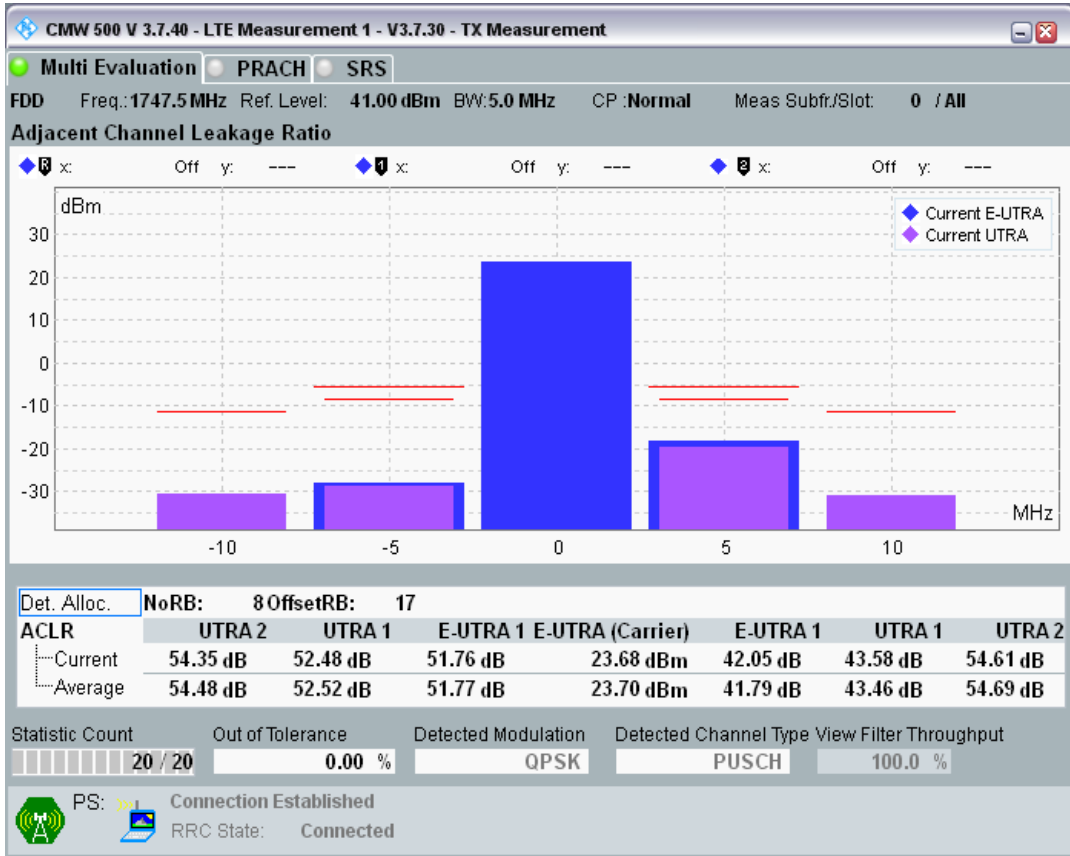 CMW 500 V 3.7.40 - LTE Measurement 1 - V3.7.30 - TX Measurement
Multi Evaluation PRACH SRS
FDD Freq.: 1747.5 MHz Ref. Level: 41.00 dBm BW: 5.0 MHz CP : Normal Meas Subfr./Slot: 0 / All
Adjacent Channel Leakage Ratio
R x: Off y: --- 1 x: Off y: --- 2 x: Off y: ---
dBm
Current E-UTRA
Current UTRA
30
20
10
0
-10
-20
-30
MHz
-10 -5 0 5 10
Det. Alloc. NoRB: 8 OffsetRB: 17
ACLR UTRA 2 UTRA 1 E-UTRA 1 E-UTRA (Carrier) E-UTRA 1 UTRA 1 UTRA 2
Current 54.35 dB 52.48 dB 51.76 dB 23.68 dBm 42.05 dB 43.58 dB 54.61 dB
Average 54.48 dB 52.52 dB 51.77 dB 23.70 dBm 41.79 dB 43.46 dB 54.69 dB
Statistic Count Out of Tolerance Detected Modulation Detected Channel Type View Filter Throughput
20 / 20 0.00 % QPSK PUSCH 100.0 %
PS: Connection Established
RRC State: Connected